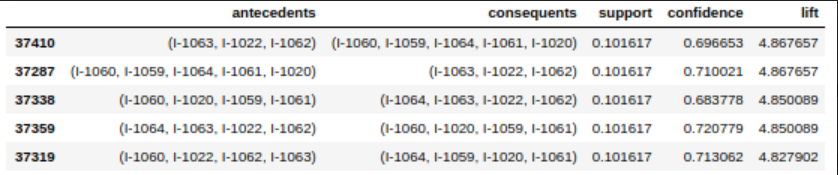 antecedents consequents support confidence lift
37410 (I-1063, I-1022, I-1062) (I-1060, I-1059, I-1064, I-1061, I-1020) 0.101617 0.696653 4.867657
37287 (I-1060, I-1059, I-1064, I-1061, I-1020) (I-1063, I-1022, I-1062) 0.101617 0.710021 4.867657
37338 (I-1060, I-1020, I-1059, I-1061) (I-1064, I-1063, I-1022, I-1062) 0.101617 0.683778 4.850089
37359 (I-1064, I-1063, I-1022, I-1062) (I-1060, I-1020, I-1059, I-1061) 0.101617 0.720779 4.850089
37319 (I-1060, I-1022, I-1062, I-1063) (I-1064, I-1059, I-1020, I-1061) 0.101617 0.713062 4.827902